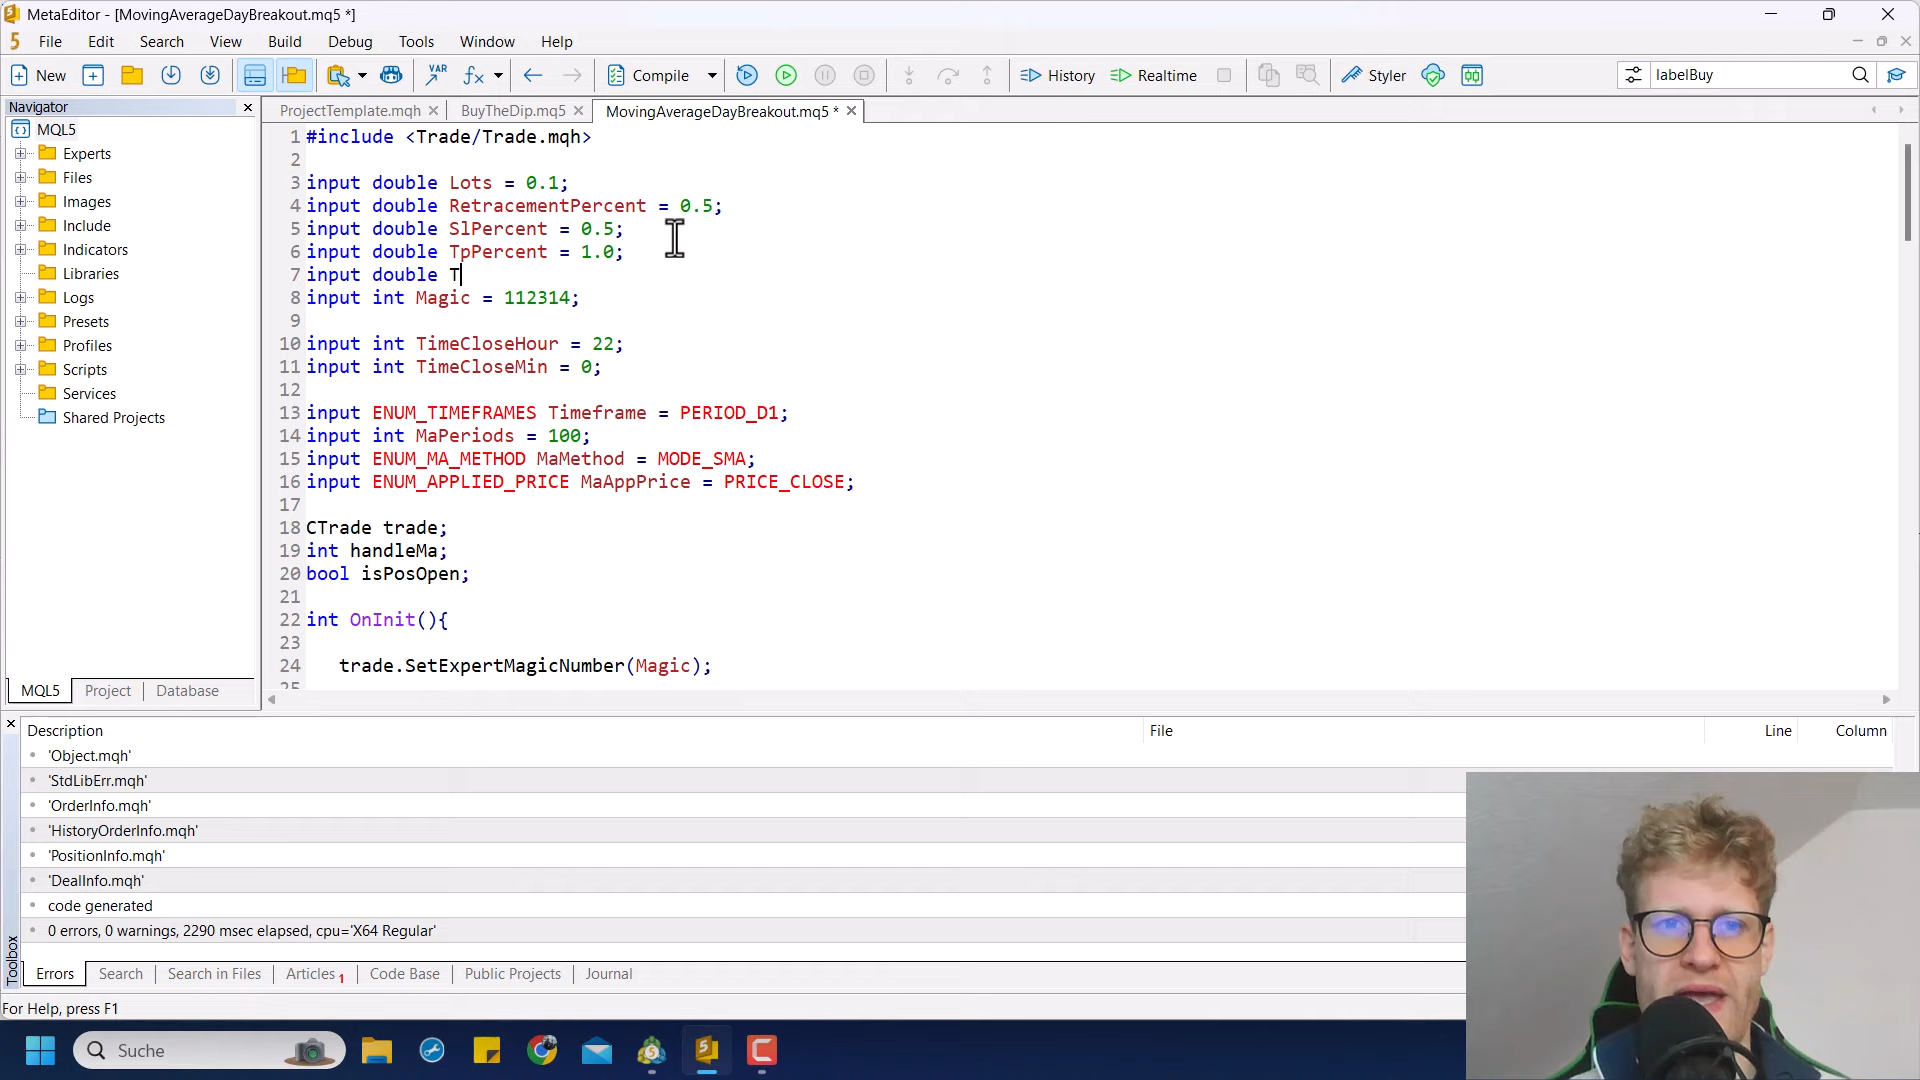 MetaEditor - [MovingAverageDayBreakout.mq5 *]
5 File Edit Search View Build Debug Tools Window Help
New VAR fx Compile History Realtime Styler labelBuy
Navigator
ProjectTemplate.mqh BuyTheDip.mq5 MovingAverageDayBreakout.mq5 *
MQL5
Experts
Files
Images
Include
Indicators
Libraries
Logs
Presets
Profiles
Scripts
Services
Shared Projects
MQL5 Project Database
1 #include <Trade/Trade.mqh>
2
3 input double Lots = 0.1;
4 input double RetracementPercent = 0.5;
5 input double SlPercent = 0.5;
6 input double TpPercent = 1.0;
7 input double T
8 input int Magic = 112314;
9
10 input int TimeCloseHour = 22;
11 input int TimeCloseMin = 0;
12
13 input ENUM_TIMEFRAMES Timeframe = PERIOD_D1;
14 input int MaPeriods = 100;
15 input ENUM_MA_METHOD MaMethod = MODE_SMA;
16 input ENUM_APPLIED_PRICE MaAppPrice = PRICE_CLOSE;
17
18 CTrade trade;
19 int handleMa;
20 bool isPosOpen;
21
22 int OnInit(){
23
24 trade.SetExpertMagicNumber(Magic);
25
Description File Line Column
'Object.mqh'
'StdLibErr.mqh'
'OrderInfo.mqh'
'HistoryOrderInfo.mqh'
'PositionInfo.mqh'
'DealInfo.mqh'
code generated
0 errors, 0 warnings, 2290 msec elapsed, cpu='X64 Regular'
Toolbox
Errors Search Search in Files Articles 1 Code Base Public Projects Journal
For Help, press F1
Suche